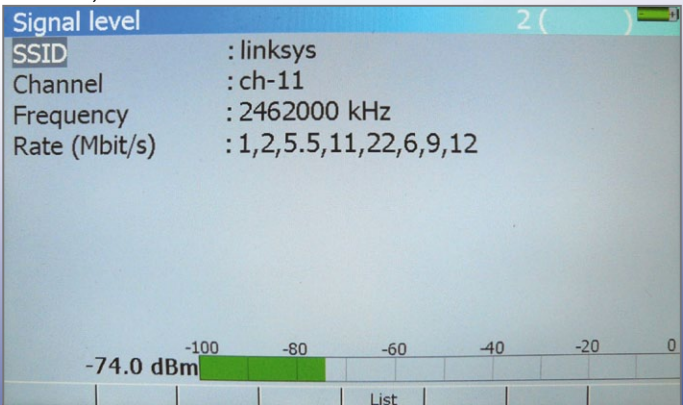 Signal level 2 ( )
SSID : linksys
Channel : ch-11
Frequency : 2462000 kHz
Rate (Mbit/s) : 1,2,5.5,11,22,6,9,12
-100 -80 -60 -40 -20 0
-74.0 dBm
List